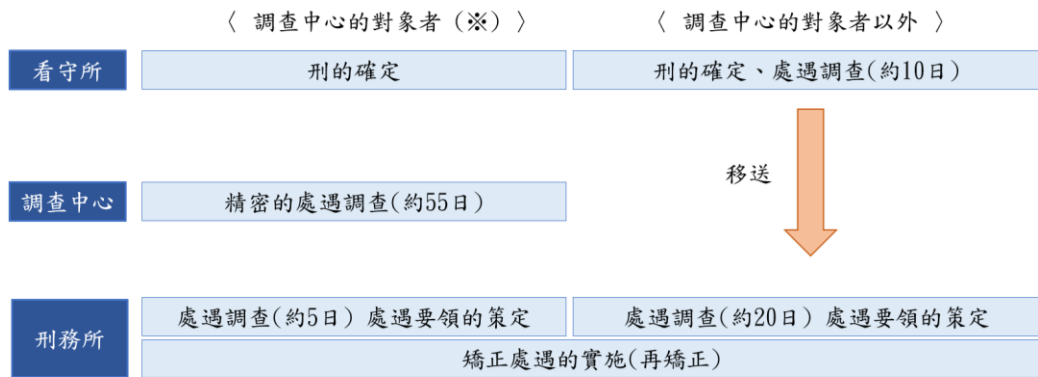 〈 調查中心的對象者（※）〉
〈 調查中心的對象者以外 〉
看守所
刑的確定
刑的確定、處遇調查(約10日)
移送
調查中心
精密的處遇調查(約55日)
刑務所
處遇調查(約5日) 處遇要領的策定
處遇調查(約20日) 處遇要領的策定
矯正處遇的實施(再矯正)